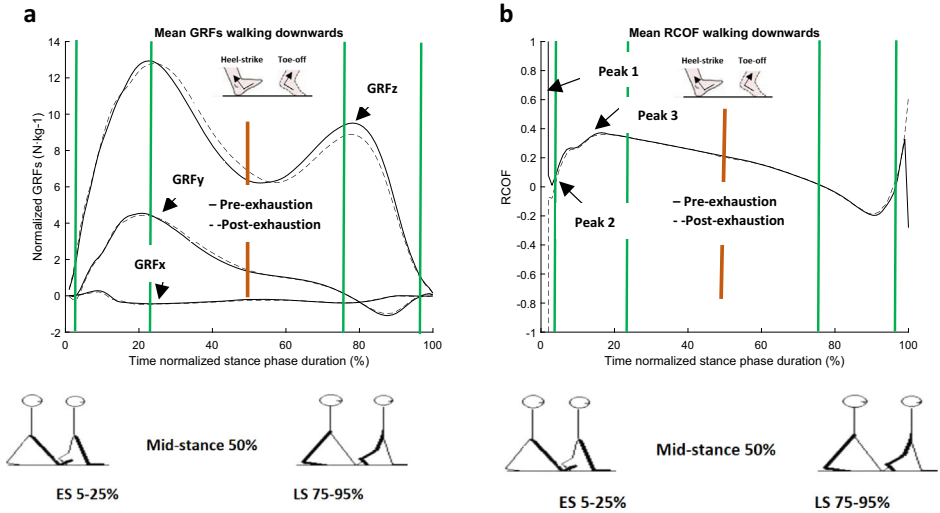 a
Mean GRFs walking downwards
14
12
10
8
6
4
2
0
-2
Normalized GRFs (N·kg-1)
Heel-strike
Toe-off
GRFz
GRFy
GRFx
– Pre-exhaustion
- -Post-exhaustion
0
20
40
60
80
100
Time normalized stance phase duration (%)
Mid-stance 50%
ES 5-25%
LS 75-95%
b
Mean RCOF walking downwards
1
0.8
0.6
0.4
0.2
0
-0.2
-0.4
-0.6
-0.8
-1
RCOF
Peak 1
Heel-strike
Toe-off
Peak 3
Peak 2
– Pre-exhaustion
- -Post-exhaustion
0
20
40
60
80
100
Time normalized stance phase duration (%)
Mid-stance 50%
ES 5-25%
LS 75-95%